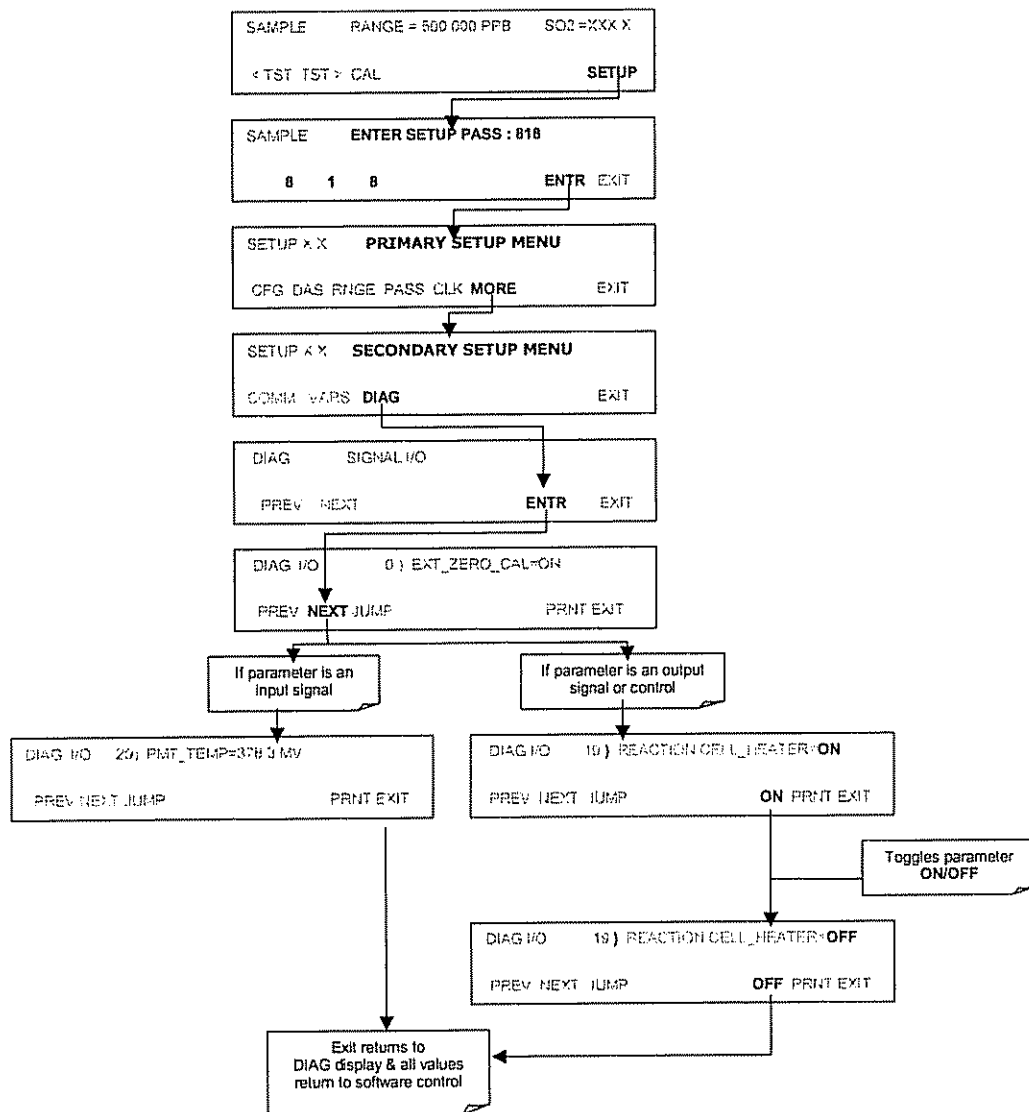 SAMPLE RANGE = 500 000 PPB SO2 =XXX X
< TST TST > CAL SETUP
SAMPLE ENTER SETUP PASS : 818
8 1 8 ENTR EXIT
SETUP X X PRIMARY SETUP MENU
CFG DAS RNGE PASS CLK MORE EXIT
SETUP X X SECONDARY SETUP MENU
COMM VARS DIAG EXIT
DIAG SIGNAL I/O
PREV NEXT ENTR EXIT
DIAG I/O 0 ) EXT_ZERO_CAL=ON
PREV NEXT JUMP PRNT EXIT
If parameter is an
input signal
If parameter is an output
signal or control
DIAG I/O PMT_TEMP=378 3 MV
PREV NEXT JUMP PRNT EXIT
DIAG I/O 19 ) REACTION CELL_HEATER=ON
PREV NEXT JUMP ON PRNT EXIT
Toggles parameter
ON/OFF
DIAG I/O 19 ) REACTION CELL_HEATER=OFF
PREV NEXT JUMP OFF PRNT EXIT
Exit returns to
DIAG display & all values
return to software control